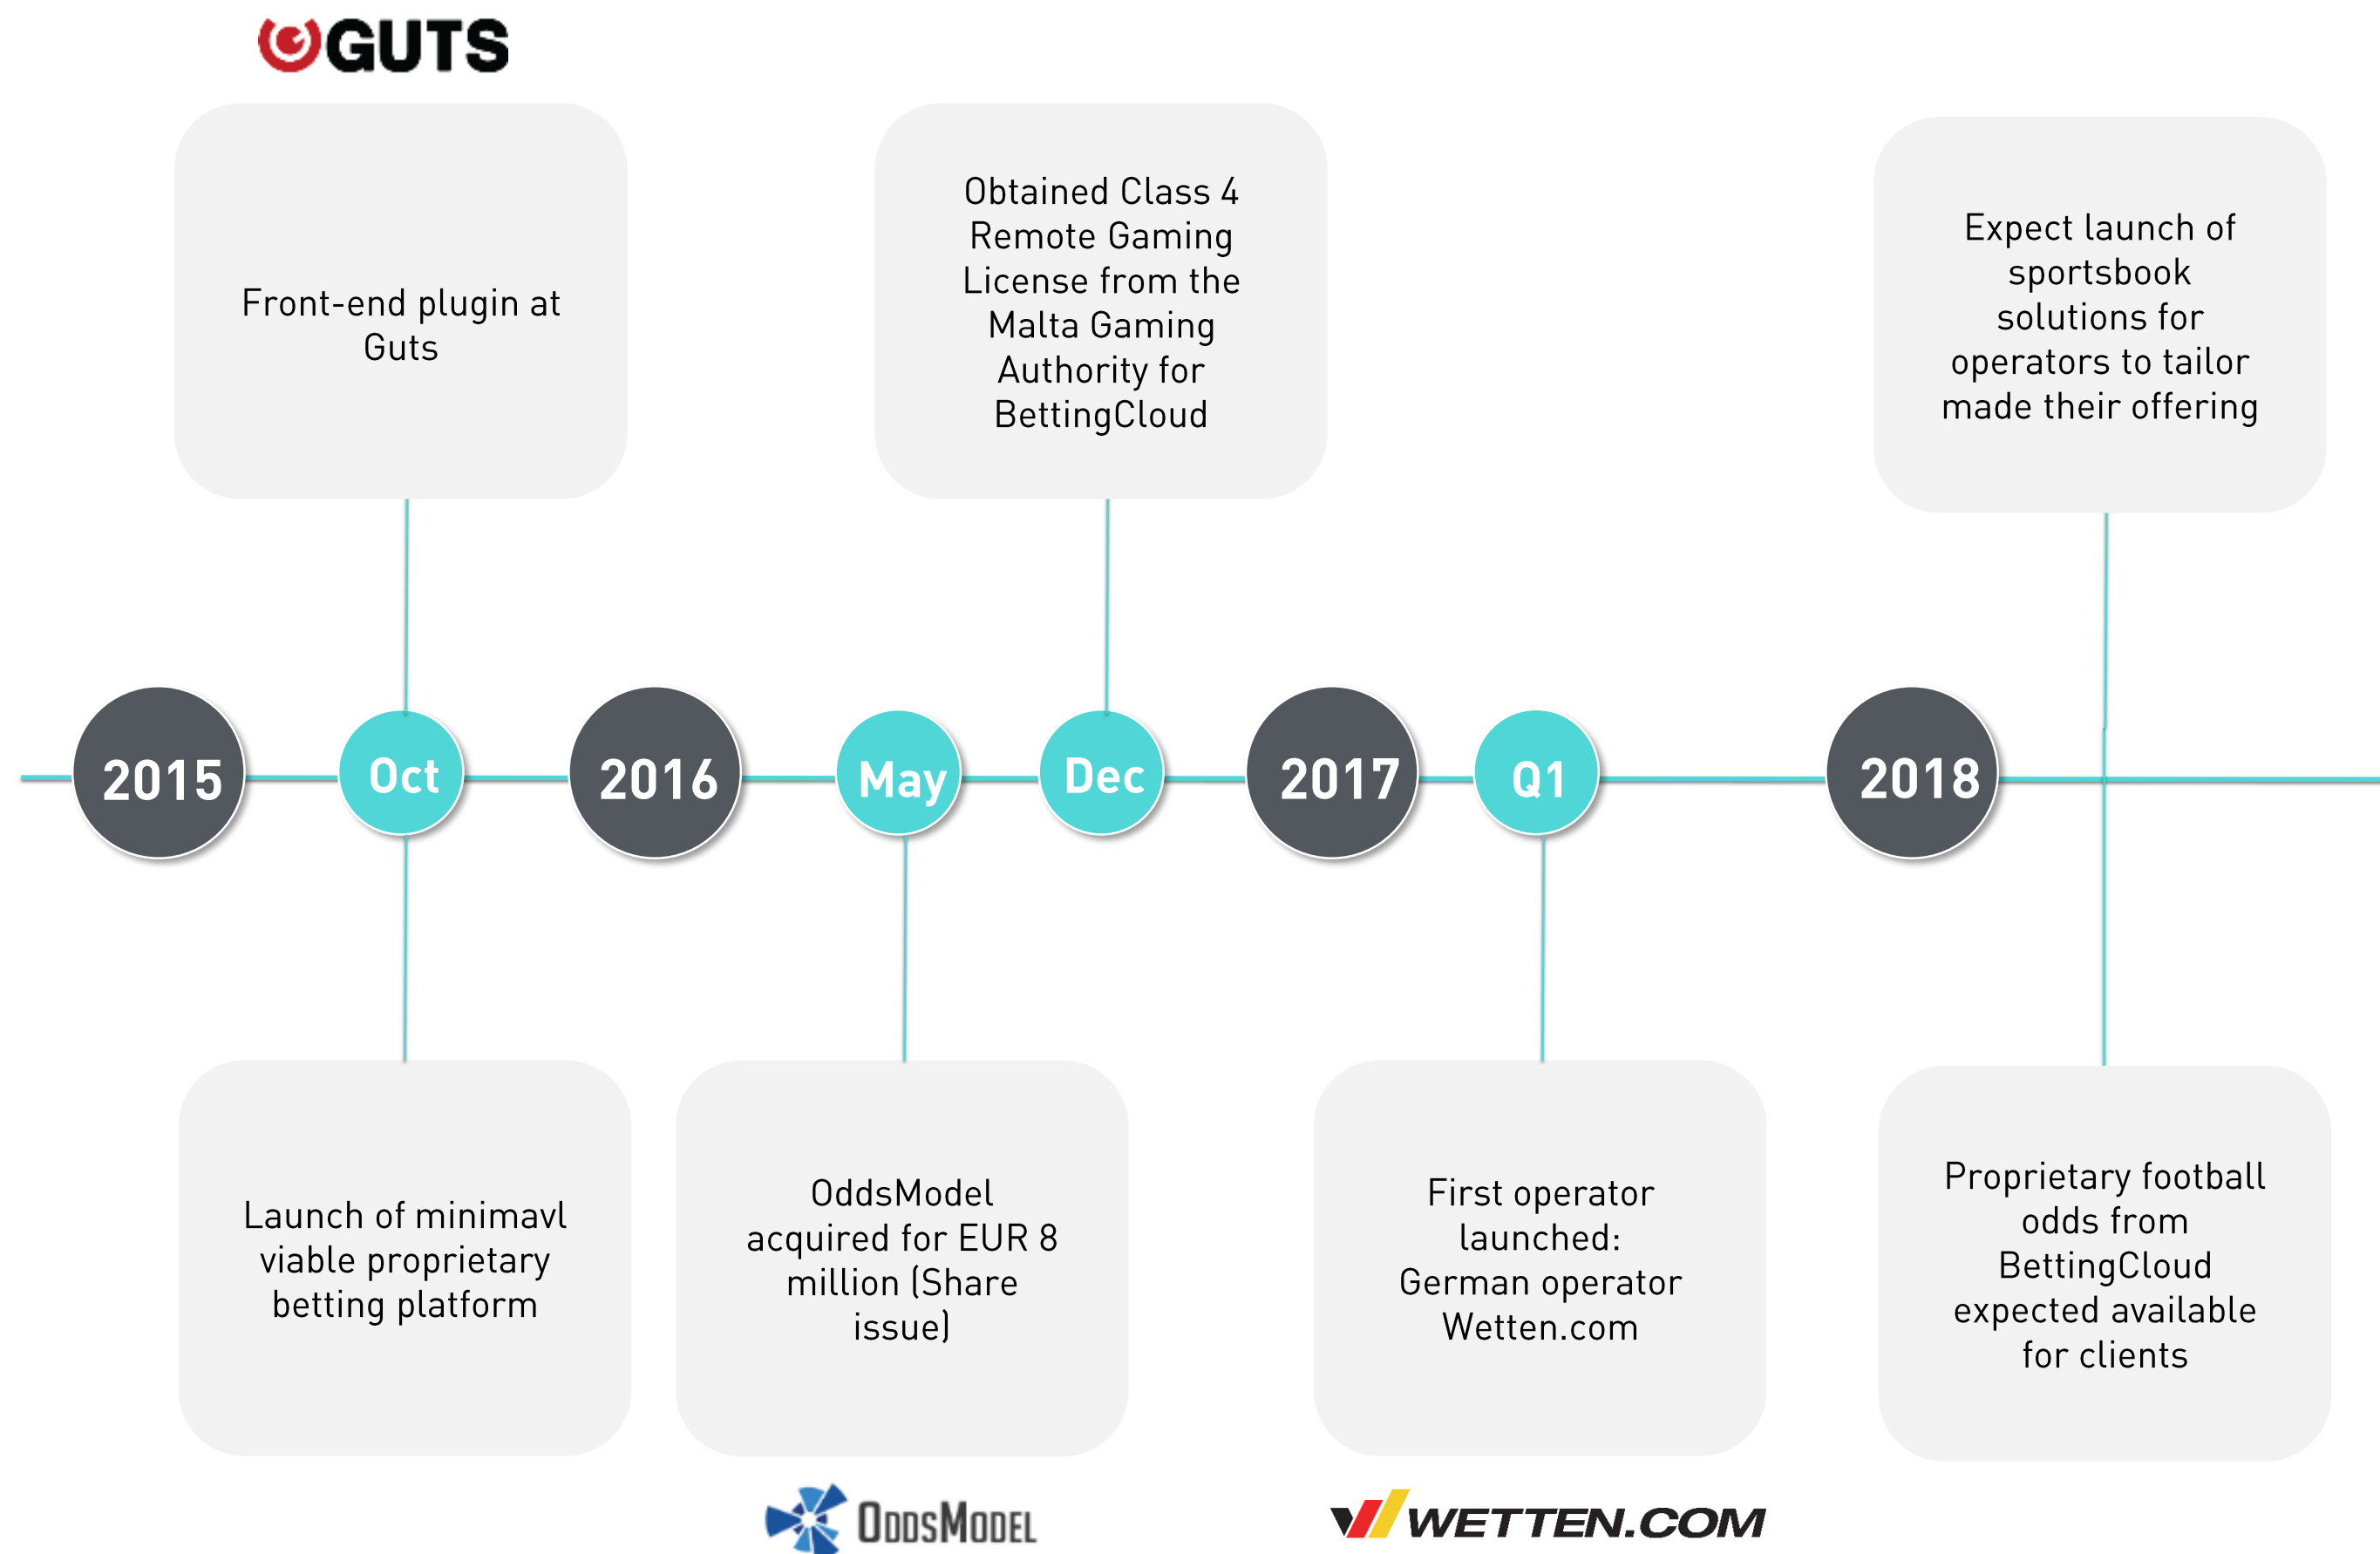 GUTS
Front-end plugin at
Guts
Obtained Class 4
Remote Gaming
License from the
Malta Gaming
Authority for
BettingCloud
Expect launch of
sportsbook
solutions for
operators to tailor
made their offering
2015
Oct
2016
May
Dec
2017
Q1
2018
Launch of minimavl
viable proprietary
betting platform
OddsModel
acquired for EUR 8
million (Share
issue)
First operator
launched:
German operator
Wetten.com
Proprietary football
odds from
BettingCloud
expected available
for clients
ODDSMODEL
WETTEN.COM